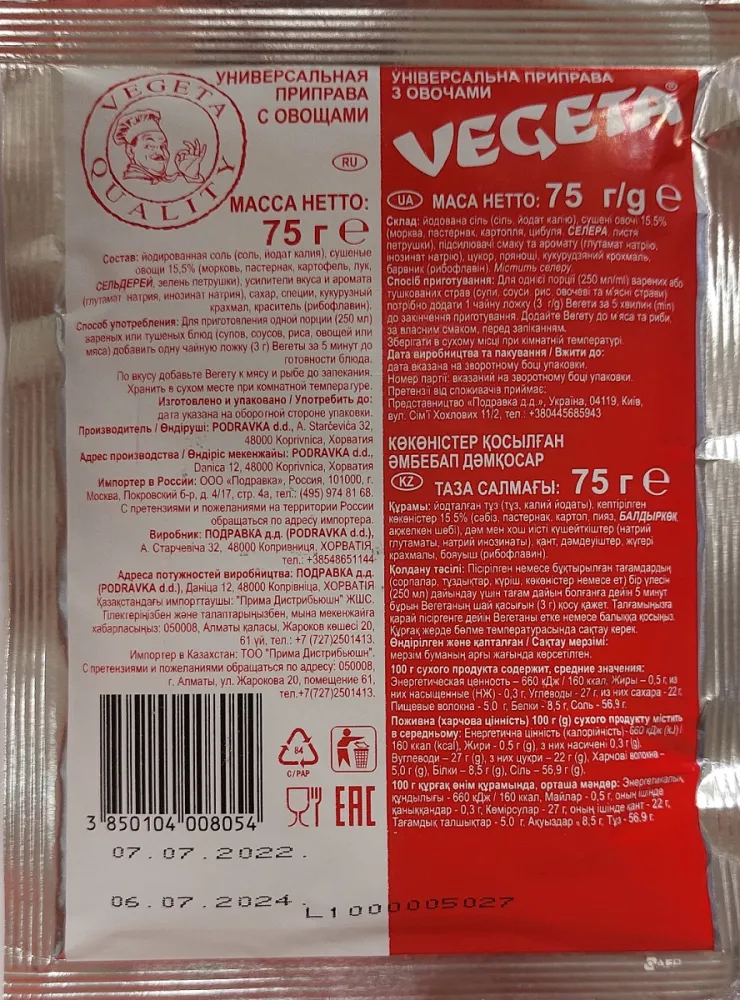 VEGETA QUALITY
УНИВЕРСАЛЬНАЯ
ПРИПРАВА
С ОВОЩАМИ
RU
МАССА НЕТТО:
75 г e
Состав: йодированная соль (соль, йодат калия), сушеные
овощи 15,5% (морковь, пастернак, картофель, лук,
СЕЛЬДЕРЕЙ, зелень петрушки), усилители вкуса и аромата
(глутамат натрия, инозинат натрия), сахар, специи, кукурузный
крахмал, краситель (рибофлавин).
Способ употребления: Для приготовления одной порции (250 мл)
вареных или тушеных блюд (супов, соусов, риса, овощей или
мяса) добавить одну чайную ложку (3 г) Вегеты за 5 минут до
готовности блюда.
По вкусу добавьте Вегету к мясу и рыбе до запекания.
Хранить в сухом месте при комнатной температуре.
Изготовлено и упаковано / Употребить до:
дата указана на оборотной стороне упаковки.
Производитель / Өндіруші: PODRAVKA d.d., A. Starčevića 32,
48000 Koprivnica, Хорватия
Адрес производства / Өндіріс мекенжайы: PODRAVKA d.d.,
Danica 12, 48000 Koprivnica, Хорватия
Импортер в России: ООО «Подравка», Россия, 101000, г.
Москва, Покровский б-р, д. 4/17, стр. 4а, тел.: (495) 974 81 68.
С претензиями и пожеланиями на территории России
обращаться по адресу импортера.
Виробник: ПОДРАВКА д.д. (PODRAVKA d.d.),
А. Старчевіча 32, 48000 Копривниця, ХОРВАТІЯ,
тел.: +38548651144
Адреса потужностей виробництва: ПОДРАВКА д.д.
(PODRAVKA d.d.), Даніца 12, 48000 Копрівніца, ХОРВАТІЯ
Қазақстандағы импорттаушы: "Прима Дистрибьюшн" ЖШС.
Пікеріңізбен және талаптарыңызбен, мына мекенжайға
хабарласыңыз: 050008, Алматы қаласы, Жароков көшесі 20,
61 үй, тел.: +7 (727)2501413.
Импортер в Казахстан: ТОО "Прима Дистрибьюшн".
С претензиями и пожеланиями обращаться по адресу: 050008,
г. Алматы, ул. Жарокова 20, помещение 61,
тел.+7(727)2501413.
84
C/PAP
EAC
3 850104 008054
07.07.2022.
06.07.2024.
L1000005027
УНІВЕРСАЛЬНА ПРИПРАВА
З ОВОЧАМИ
VEGETA®
UA МАСА НЕТТО: 75 г/g e
Склад: йодована сіль (сіль, йодат калію), сушені овочі 15,5%
(морква, пастернак, картопля, цибуля, СЕЛЕРА, листя
петрушки), підсилювачі смаку та аромату (глутамат натрію,
інозинат натрію), цукор, прянощі, кукурудзяний крохмаль,
барвник (рибофлавін). Містить селеру.
Спосіб приготування: Для однієї порції (250 мл/ml) варених або
тушкованих страв (супи, соуси, рис, овочеві та м'ясні страви)
потрібно додати 1 чайну ложку (3 г/g) Вегети за 5 хвилин (min)
до закінчення приготування. Додайте Вегету до м'яса та риби,
за власним смаком, перед запіканням.
Зберігати в сухому місці при кімнатній температурі.
Дата виробництва та пакування / Вжити до:
дата вказана на зворотному боці упаковки.
Номер партії: вказаний на зворотному боці упаковки.
Претензії від споживачів приймає:
Представництво «Подравка д.д.», Україна, 04119, Київ,
вул. Сім'ї Хохлових 11/2, тел.: +380445685943
КӨКӨНІСТЕР ҚОСЫЛҒАН
ӘМБЕБАП ДӘМҚОСАР
KZ ТАЗА САЛМАҒЫ: 75 г e
Құрамы: йодталған тұз (тұз, калий йодаты), кептірілген
көкөністер 15,5% (сәбіз, пастернак, картоп, пияз, БАЛДЫРКӨК,
ақжелкен шөбі), дәм мен хош иісті күшейткіштер (натрий
глутаматы, натрий инозинаты), қант, дәмдеуіштер, жүгері
крахмалы, бояуыш (рибофлавин).
Қолдану тәсілі: Пісірілген немесе бұқтырылған тағамдардың
(сорпалар, тұздықтар, күріш, көкөністер немесе ет) бір үлесін
(250 мл) дайындау үшін тағам дайын болғанға дейін 5 минут
бұрын Вегетаның шай қасығын (3 г) қосу қажет. Талғамыңызға
қарай пісіргенге дейін Вегетаны етке немесе балыққа қосыңыз.
Құрғақ жерде бөлме температурасында сақтау керек.
Өндірілген және қапталған / Сақтау мерзімі:
мерзім буманың арғы жағында көрсетілген.
100 г сухого продукта содержит, средние значения:
Энергетическая ценность – 660 кДж / 160 ккал, Жиры – 0,5 г, из
них насыщенные (НЖ) - 0,3 г, Углеводы - 27 г, из них сахара - 22 г,
Пищевые волокна - 5,0 г, Белки - 8,5 г, Соль - 56,9 г.
Поживна (харчова цінність) 100 г (g) сухого продукту містить
в середньому: Енергетична цінність (калорійність) - 660 кДж (kJ) /
160 ккал (kcal), Жири - 0,5 г (g), з них насичені 0,3 г (g),
Вуглеводи – 27 г (g), з них цукри – 22 г (g), Харчові волокна –
5,0 г (g), Білки – 8,5 г (g), Сіль – 56,9 г (g).
100 г құрғақ өнім құрамында, орташа мәндер: Энергетикалық
құндылығы - 660 кДж / 160 ккал, Майлар - 0,5 г, оның ішінде
қаныққандар - 0,3 г, Көмірсулар - 27 г, оның ішінде қант - 22 г,
Тағамдық талшықтар - 5,0 г, Ақуыздар - 8,5 г, Тұз - 56,9 г.